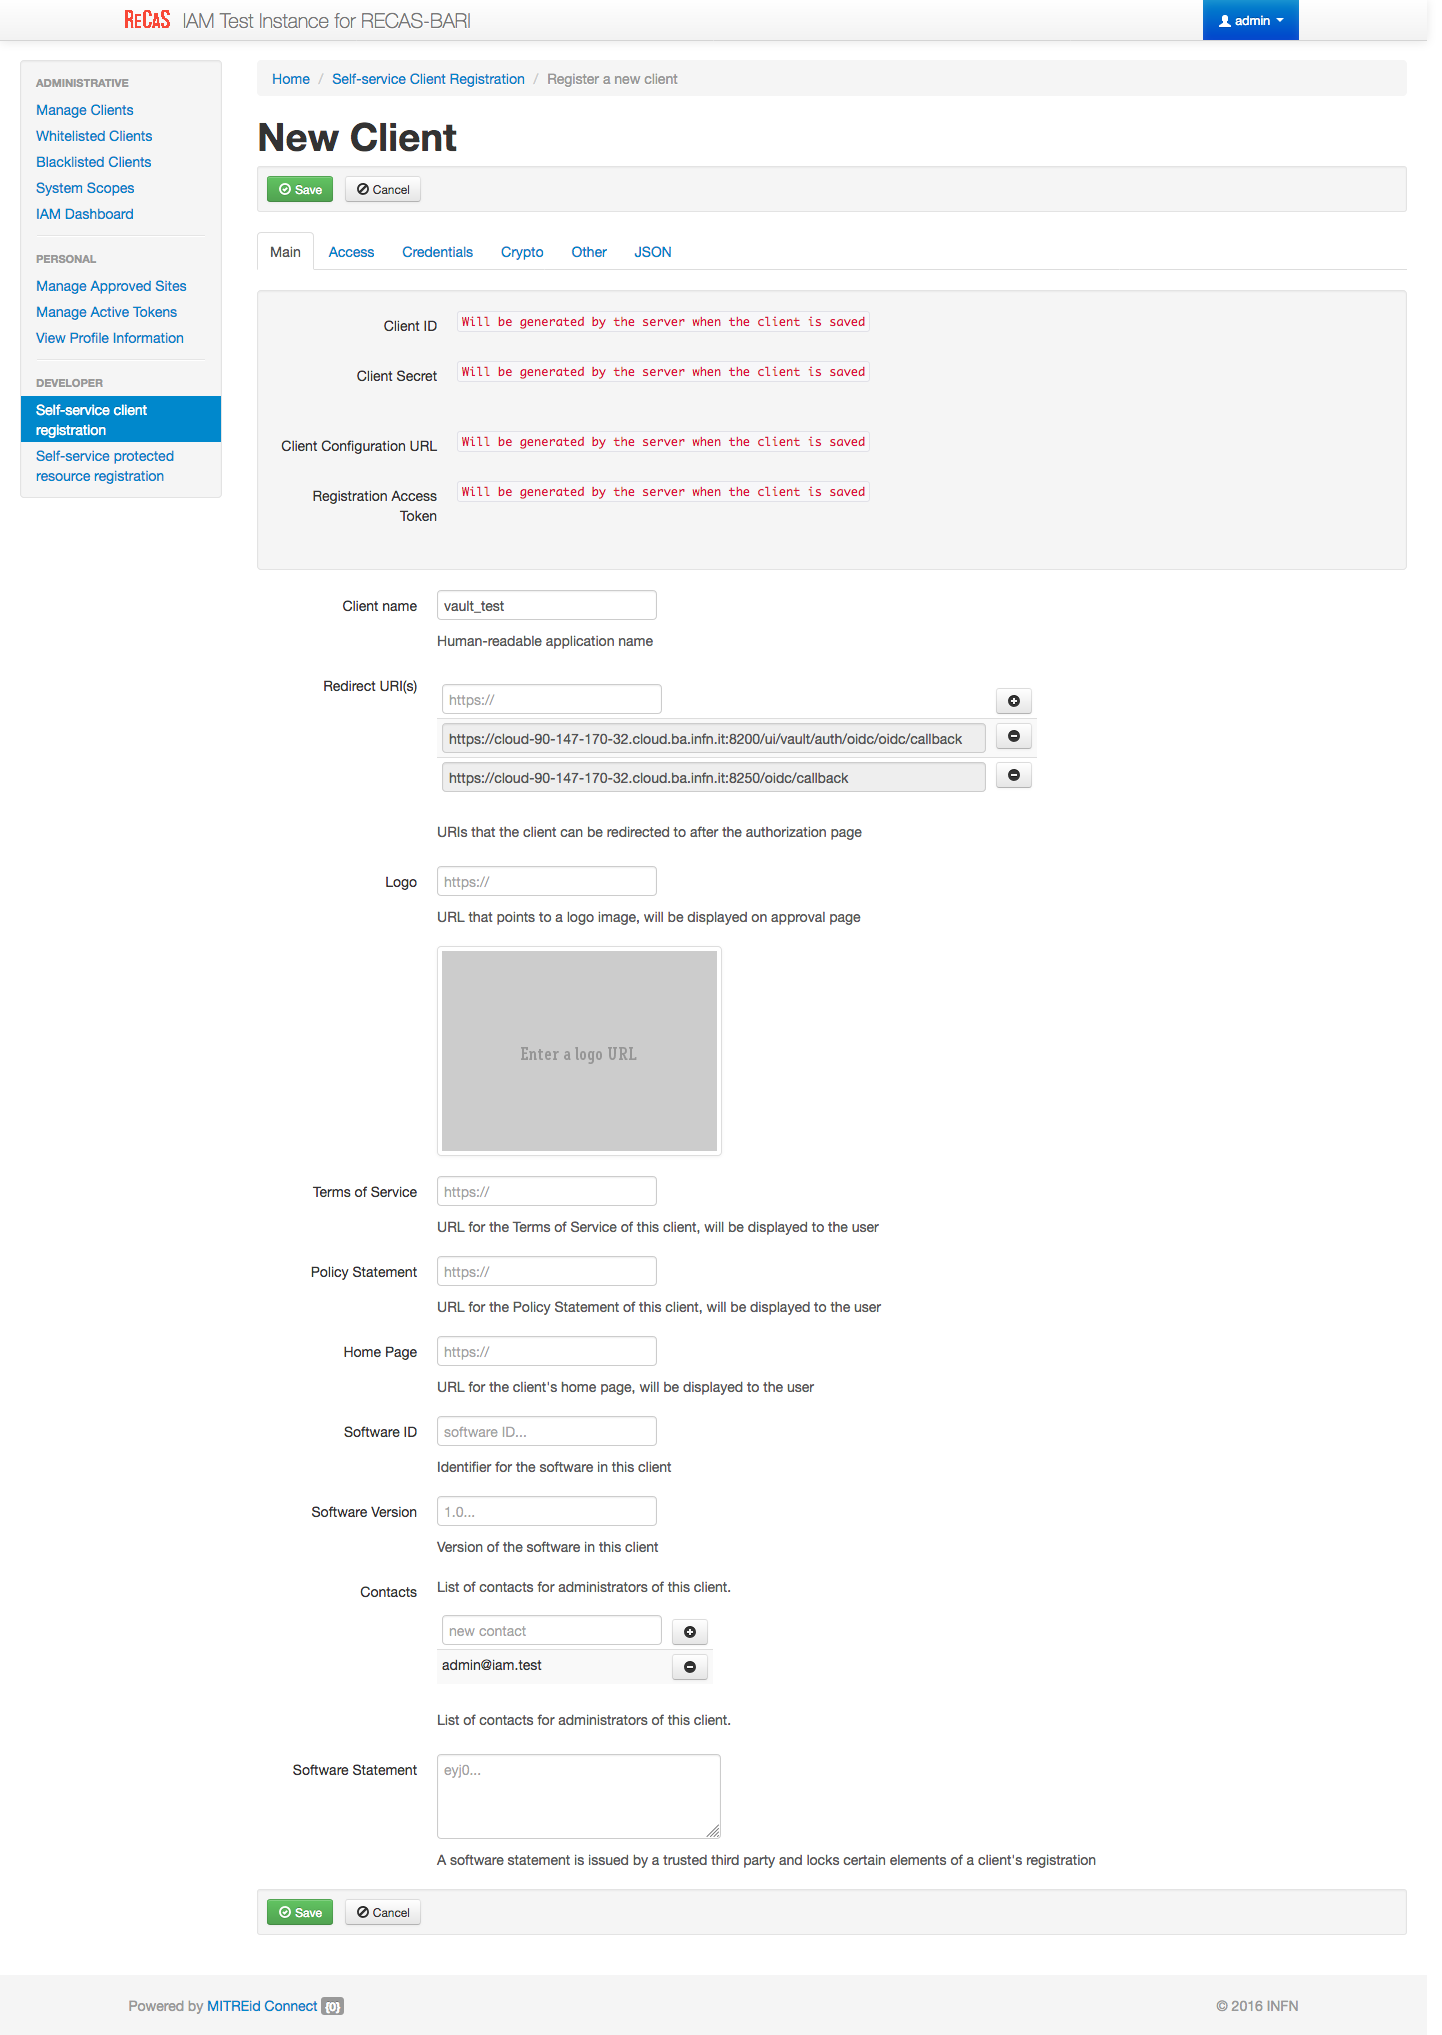 ReCaS IAM Test Instance for RECAS-BARI
admin
ADMINISTRATIVE
Manage Clients
Whitelisted Clients
Blacklisted Clients
System Scopes
IAM Dashboard
PERSONAL
Manage Approved Sites
Manage Active Tokens
View Profile Information
DEVELOPER
Self-service client
registration
Self-service protected
resource registration
Home / Self-service Client Registration / Register a new client
New Client
Save Cancel
Main Access Credentials Crypto Other JSON
Client ID Will be generated by the server when the client is saved
Client Secret Will be generated by the server when the client is saved
Client Configuration URL Will be generated by the server when the client is saved
Registration Access Will be generated by the server when the client is saved
Token
Client name vault_test
Human-readable application name
Redirect URI(s)
https://
https://cloud-90-147-170-32.cloud.ba.infn.it:8200/ui/vault/auth/oidc/oidc/callback
https://cloud-90-147-170-32.cloud.ba.infn.it:8250/oidc/callback
URIs that the client can be redirected to after the authorization page
Logo https://
URL that points to a logo image, will be displayed on approval page
Enter a logo URL
Terms of Service https://
URL for the Terms of Service of this client, will be displayed to the user
Policy Statement https://
URL for the Policy Statement of this client, will be displayed to the user
Home Page https://
URL for the client's home page, will be displayed to the user
Software ID software ID...
Identifier for the software in this client
Software Version 1.0...
Version of the software in this client
Contacts List of contacts for administrators of this client.
new contact
admin@iam.test
List of contacts for administrators of this client.
Software Statement eyj0...
A software statement is issued by a trusted third party and locks certain elements of a client's registration
Save Cancel
Powered by MITREid Connect {0}
© 2016 INFN